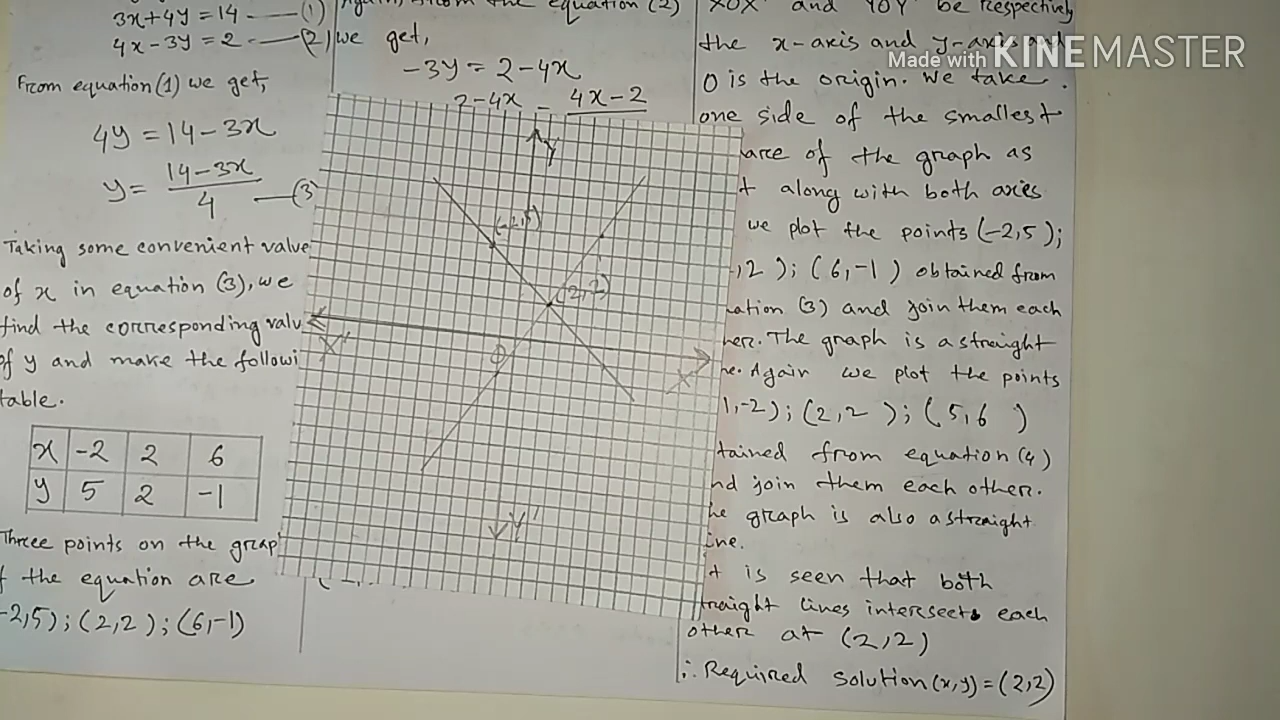 3x+4y=14 —(1)
4x-3y=2 —(2)
From equation(1) we get,
4y=14-3x
y= 14-3x
4 —(3
Taking some convenient value
of x in equation (3), we
find the corresponding valu
of y and make the followi
table.
x -2 2 6
y 5 2 -1
Three points on the grap
the equation are
-2,5); (2,2); (6,-1)
from the equation (2)
we get,
-3y=2-4x
2-4x = 4x-2
Y
(-2,5)
(2,2)
X'
O
X
Y'
XOX' and YOY' be respectively
the x-axis and y-axis and
O is the origin. We take
one side of the smallest
are of the graph as
t along with both axies
we plot the points (-2,5);
,2); (6,-1) obtained from
ation (3) and join them each
her. The graph is a straight
ne. Again we plot the points
1,-2); (2,2); (5,6)
tained from equation (4)
nd join them each other.
he graph is also a straight
ine.
t is seen that both
traight lines intersects each
other at (2,2)
∴ Required solution (x,y)=(2,2)
Made with KINEMASTER